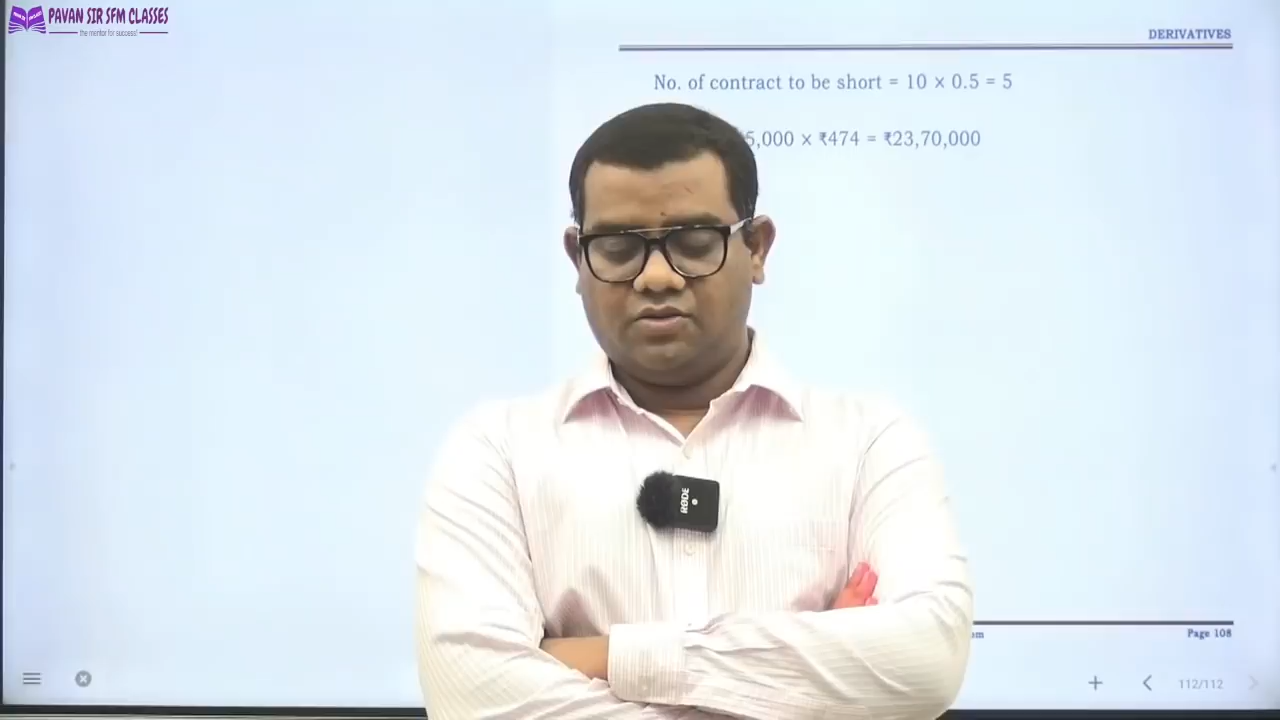 PAVAN SIR SFM CLASSES
the mentor for success!
DERIVATIVES
No. of contract to be short = 10 × 0.5 = 5
5,000 × ₹474 = ₹23,70,000
RØDE
Page 108
112/112